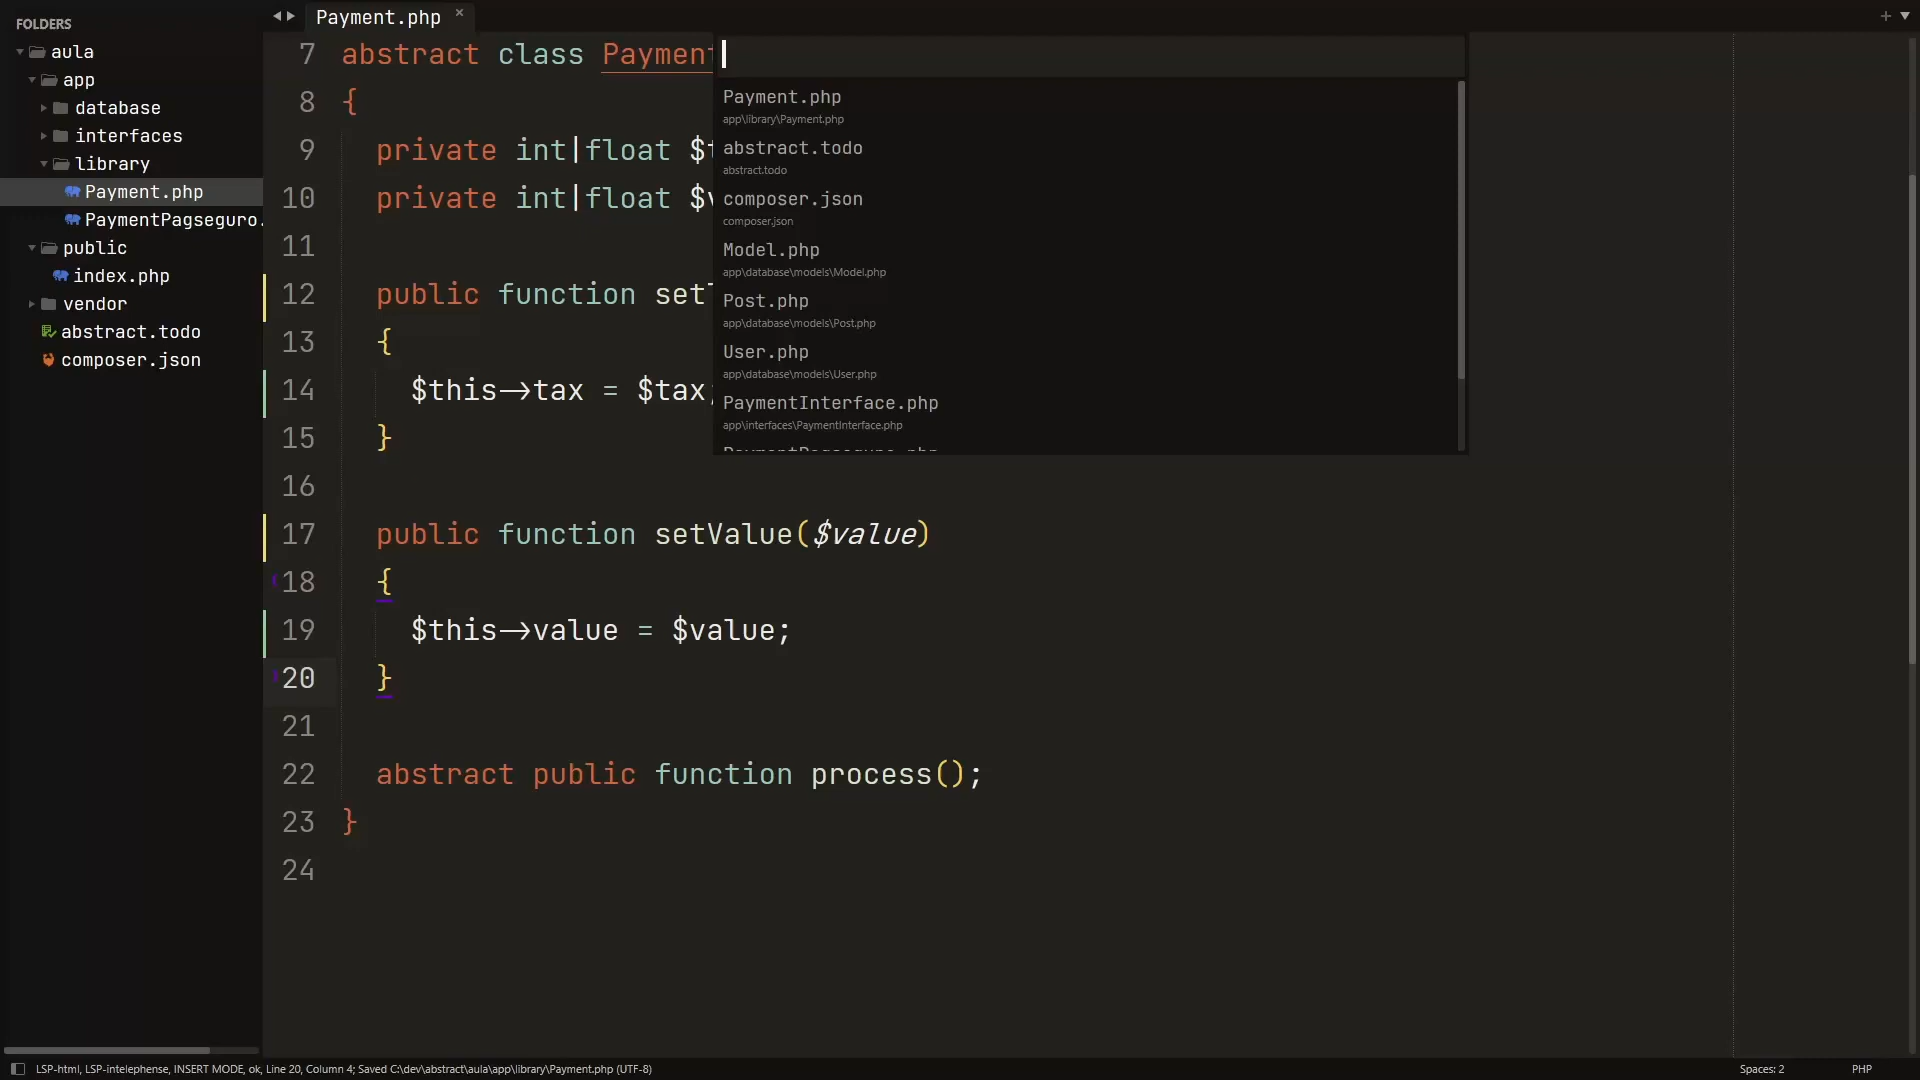 FOLDERS
aula
app
database
interfaces
library
Payment.php
PaymentPagseguro.
public
index.php
vendor
abstract.todo
composer.json
Payment.php ×
+
7 abstract class Payment
8 {
9 private int|float $
10 private int|float $
11
12 public function set
13 {
14 $this->tax = $tax;
15 }
16
17 public function setValue($value)
18 {
19 $this->value = $value;
20 }
21
22 abstract public function process();
23 }
24
Payment.php
app\library\Payment.php
abstract.todo
abstract.todo
composer.json
composer.json
Model.php
app\database\models\Model.php
Post.php
app\database\models\Post.php
User.php
app\database\models\User.php
PaymentInterface.php
app\interfaces\PaymentInterface.php
LSP-html, LSP-intelephense, INSERT MODE, ok, Line 20, Column 4; Saved C:\dev\abstract\aula\app\library\Payment.php (UTF-8)
Spaces: 2
PHP